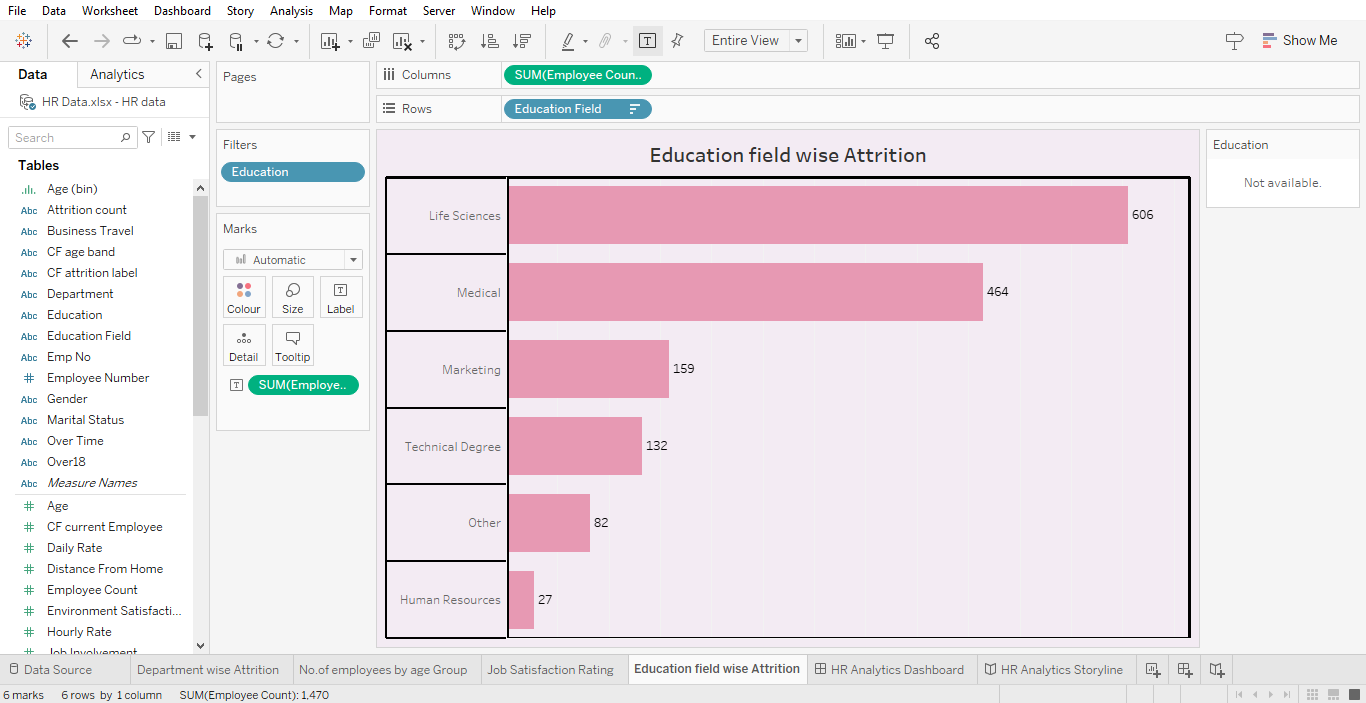 File Data Worksheet Dashboard Story Analysis Map Format Server Window Help
Entire View
Show Me
Data Analytics
HR Data.xlsx - HR data
Search
Tables
Age (bin)
Abc Attrition count
Abc Business Travel
Abc CF age band
Abc CF attrition label
Abc Department
Abc Education
Abc Education Field
Abc Emp No
# Employee Number
Abc Gender
Abc Marital Status
Abc Over Time
Abc Over18
Abc Measure Names
# Age
# CF current Employee
# Daily Rate
# Distance From Home
# Employee Count
# Environment Satisfacti...
# Hourly Rate
# Job Involvement
Pages
Filters
Education
Marks
Automatic
Colour Size T Label
Detail Tooltip
T SUM(Employe..
Columns SUM(Employee Coun..
Rows Education Field
Education field wise Attrition
Life Sciences 606
Medical 464
Marketing 159
Technical Degree 132
Other 82
Human Resources 27
Education
Not available.
Data Source Department wise Attrition No.of employees by age Group Job Satisfaction Rating Education field wise Attrition HR Analytics Dashboard HR Analytics Storyline
6 marks 6 rows by 1 column SUM(Employee Count): 1,470